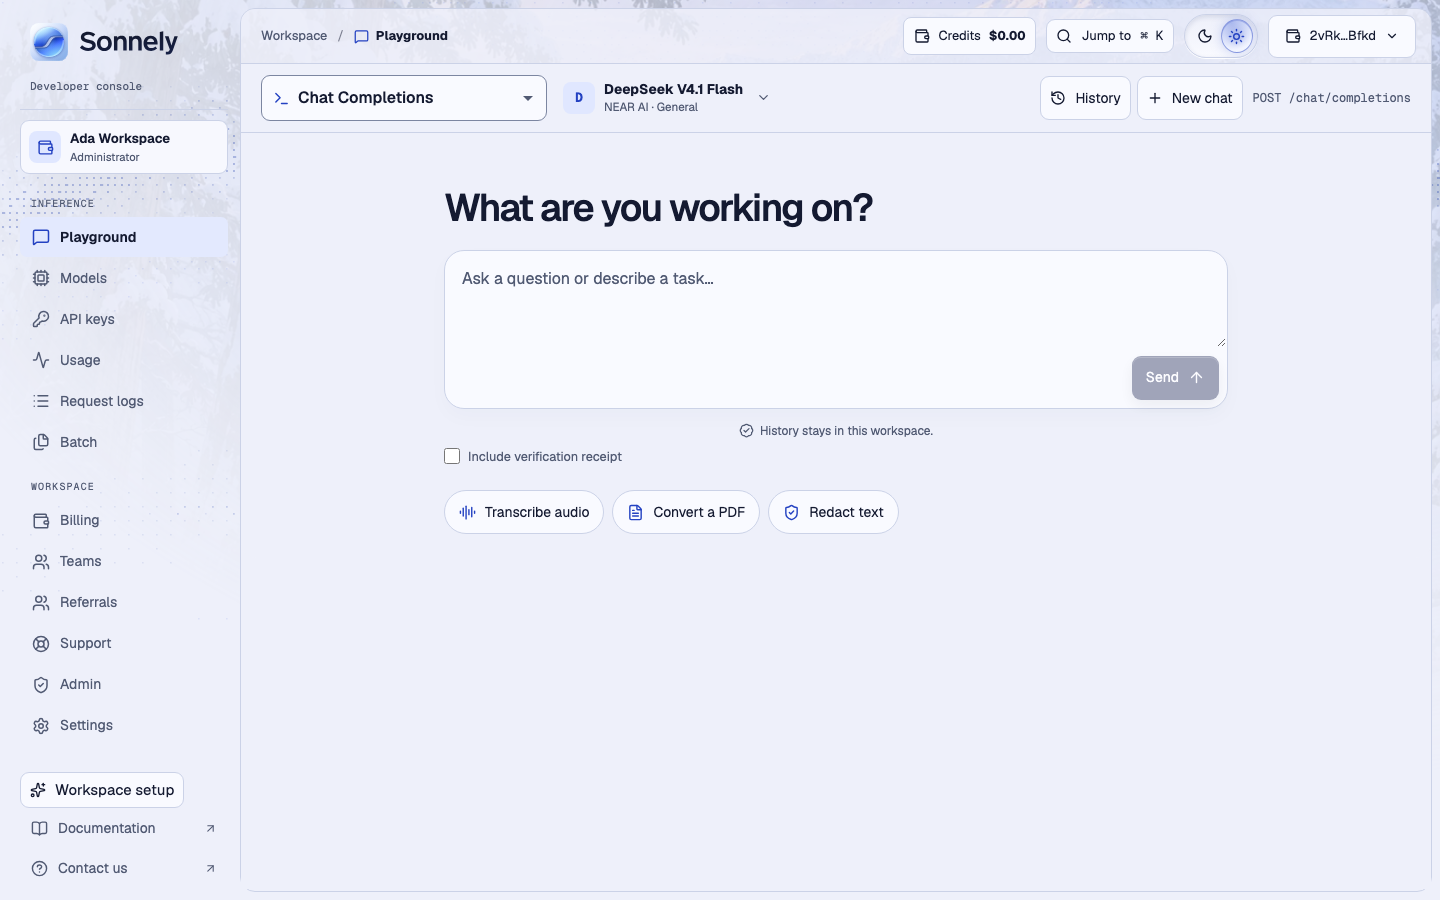 Sonnely
Developer console
Ada Workspace
Administrator
INFERENCE
Playground
Models
API keys
Usage
Request logs
Batch
WORKSPACE
Billing
Teams
Referrals
Support
Admin
Settings
Workspace setup
Documentation
Contact us
Workspace / Playground
Credits $0.00
Jump to ⌘ K
2vRk…Bfkd
Chat Completions
D
DeepSeek V4.1 Flash
NEAR AI · General
History
New chat
POST /chat/completions
What are you working on?
Ask a question or describe a task…
Send
History stays in this workspace.
Include verification receipt
Transcribe audio
Convert a PDF
Redact text